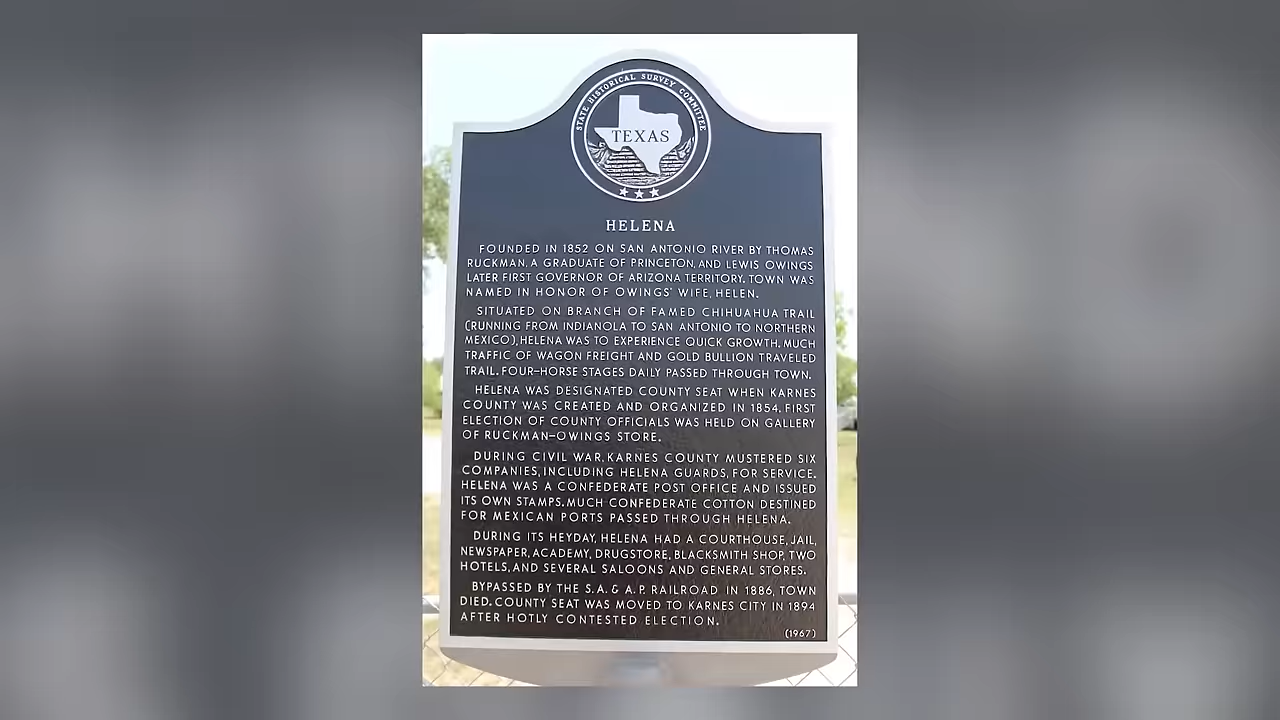 STATE HISTORICAL SURVEY COMMITTEE
TEXAS
HELENA
FOUNDED IN 1852 ON SAN ANTONIO RIVER BY THOMAS
RUCKMAN, A GRADUATE OF PRINCETON, AND LEWIS OWINGS
LATER FIRST GOVERNOR OF ARIZONA TERRITORY. TOWN WAS
NAMED IN HONOR OF OWINGS' WIFE, HELEN.
SITUATED ON BRANCH OF FAMED CHIHUAHUA TRAIL
(RUNNING FROM INDIANOLA TO SAN ANTONIO TO NORTHERN
MEXICO), HELENA WAS TO EXPERIENCE QUICK GROWTH. MUCH
TRAFFIC OF WAGON FREIGHT AND GOLD BULLION TRAVELED
TRAIL. FOUR-HORSE STAGES DAILY PASSED THROUGH TOWN.
HELENA WAS DESIGNATED COUNTY SEAT WHEN KARNES
COUNTY WAS CREATED AND ORGANIZED IN 1854. FIRST
ELECTION OF COUNTY OFFICIALS WAS HELD ON GALLERY
OF RUCKMAN-OWINGS STORE.
DURING CIVIL WAR, KARNES COUNTY MUSTERED SIX
COMPANIES, INCLUDING HELENA GUARDS, FOR SERVICE.
HELENA WAS A CONFEDERATE POST OFFICE AND ISSUED
ITS OWN STAMPS. MUCH CONFEDERATE COTTON DESTINED
FOR MEXICAN PORTS PASSED THROUGH HELENA.
DURING ITS HEYDAY, HELENA HAD A COURTHOUSE, JAIL,
NEWSPAPER, ACADEMY, DRUGSTORE, BLACKSMITH SHOP, TWO
HOTELS, AND SEVERAL SALOONS AND GENERAL STORES.
BYPASSED BY THE S.A. & A.P. RAILROAD IN 1886, TOWN
DIED. COUNTY SEAT WAS MOVED TO KARNES CITY IN 1894
AFTER HOTLY CONTESTED ELECTION.
(1967)